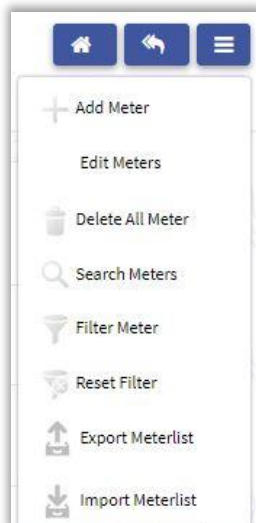 Add Meter
Edit Meters
Delete All Meter
Search Meters
Filter Meter
Reset Filter
Export Meterlist
Import Meterlist